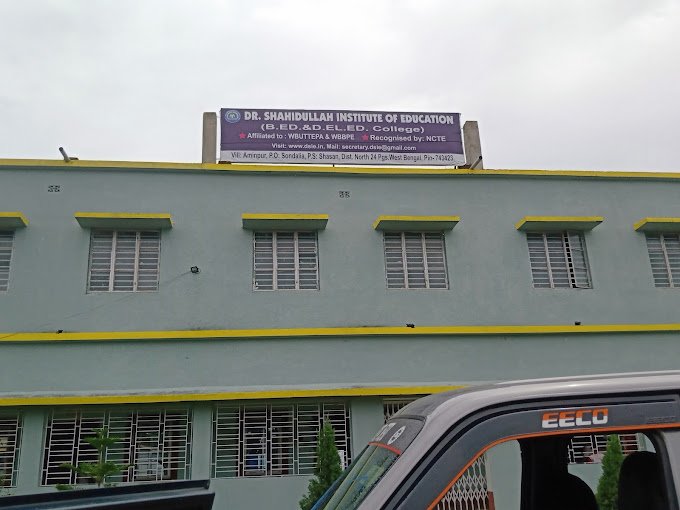 DR. SHAHIDULLAH INSTITUTE OF EDUCATION
(B.ED.&D.EL.ED. College)
Affiliated to : WBUTTEPA & WBBPE Recognised by: NCTE
Visit: www.dsie.in, Mail: secretary.dsie@gmail.com
Vill: Aminpur, P.O: Sondalia, P.S: Shasan, Dist. North 24 Pgs.West Bengal, Pin- 743423
EECO